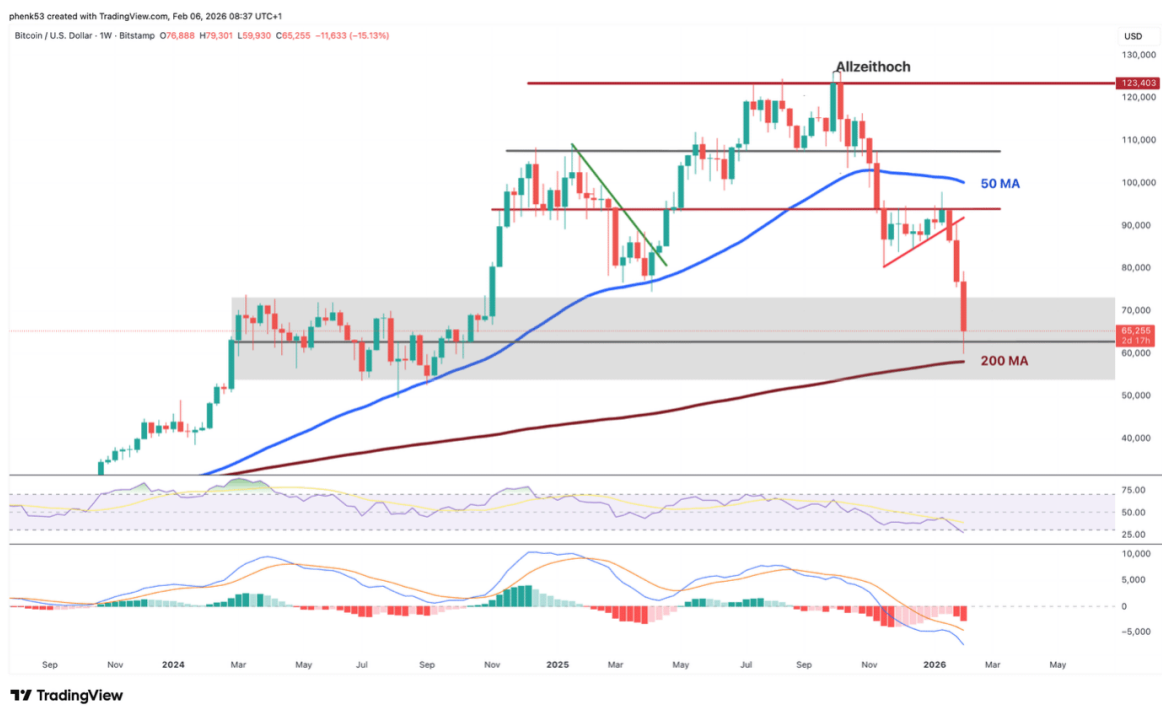 phenk53 created with TradingView.com, Feb 06, 2026 08:37 UTC+1
Bitcoin / U.S. Dollar · 1W · Bitstamp O76,888 H79,301 L59,930 C65,255 −11,633 (−15.13%)
USD
130,000
Allzeithoch
123,403
120,000
110,000
100,000
50 MA
90,000
80,000
70,000
65,255
2d 17h
60,000
200 MA
50,000
40,000
75.00
50.00
25.00
10,000
5,000
0
−5,000
Sep Nov 2024 Mar May Jul Sep Nov 2025 Mar May Jul Sep Nov 2026 Mar May
TradingView